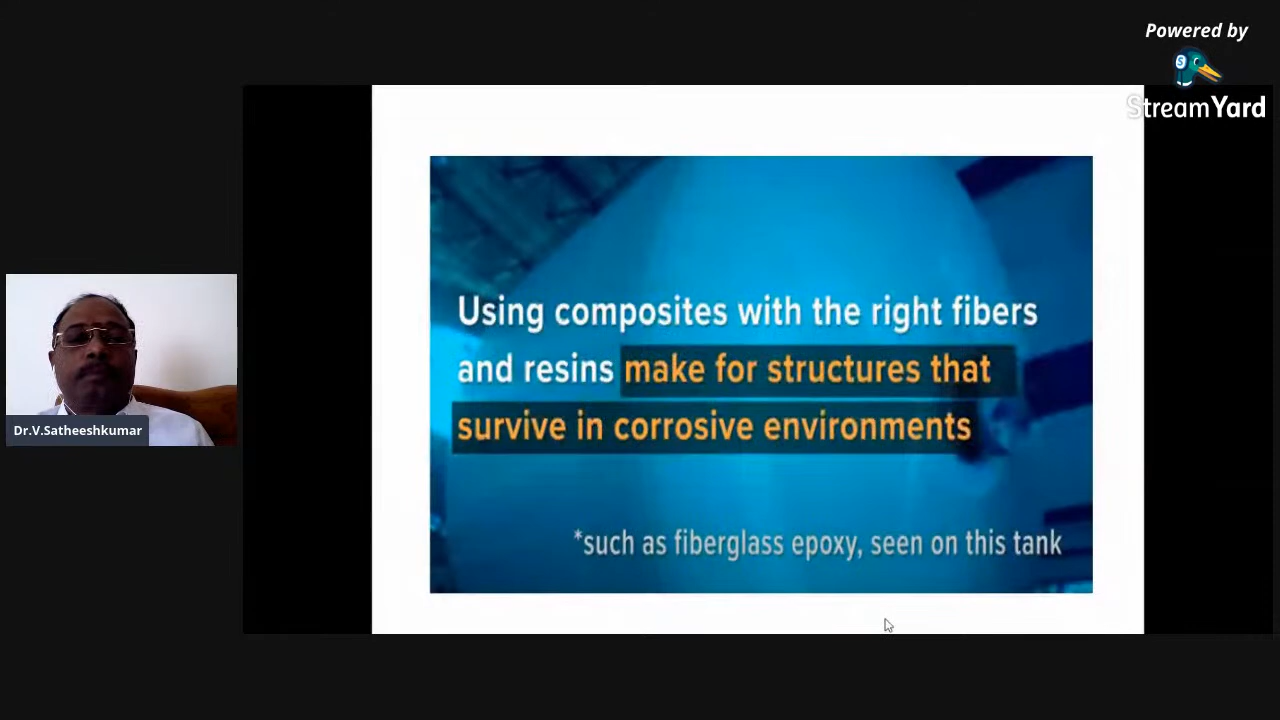 Powered by
StreamYard
Using composites with the right fibers
and resins make for structures that
survive in corrosive environments
*such as fiberglass epoxy, seen on this tank
Dr.V.Satheeshkumar